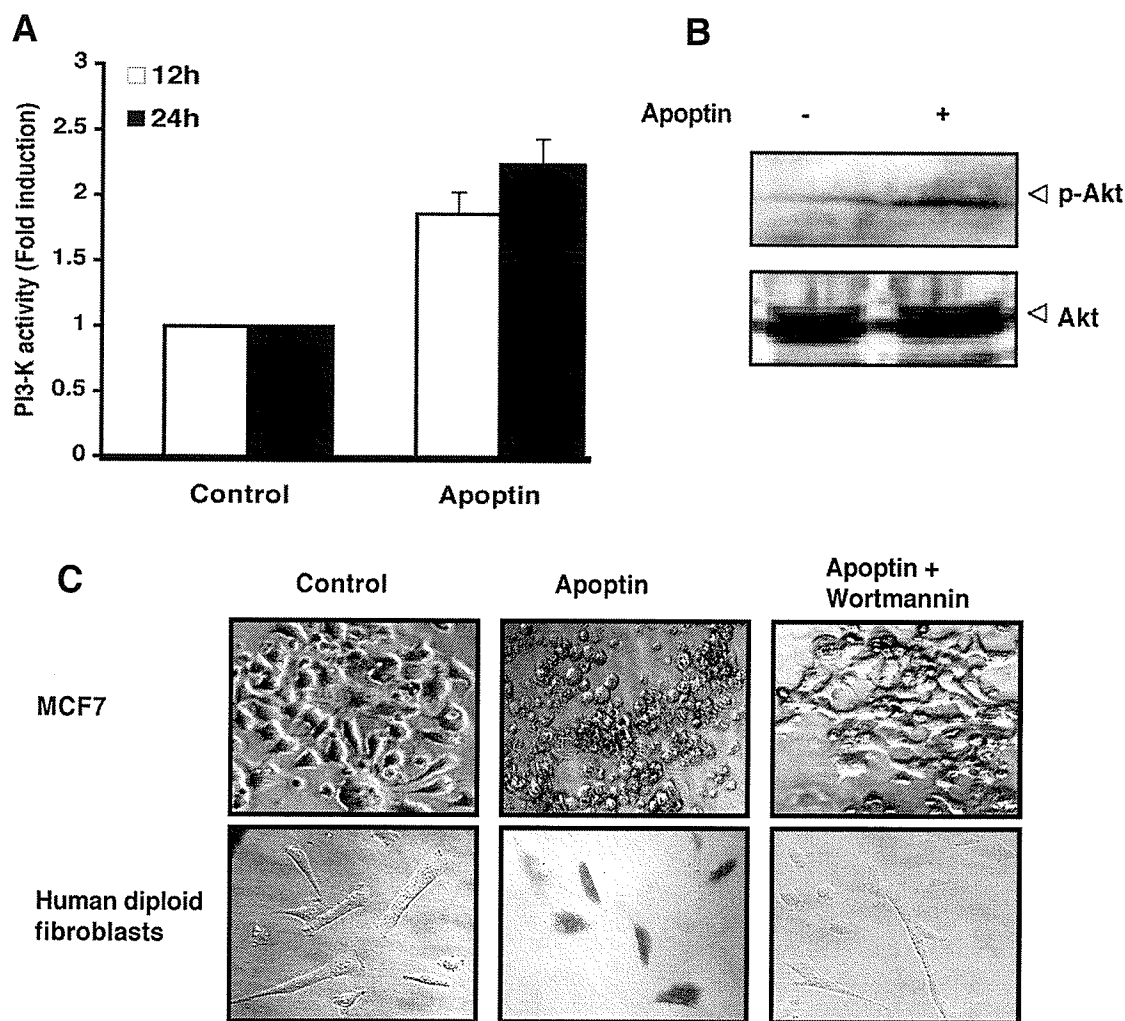 A
PI3-K activity (Fold induction)
3
2.5
2
1.5
1
0.5
0
12h
24h
Control
Apoptin
B
Apoptin - +
p-Akt
Akt
C
Control
Apoptin
Apoptin +
Wortmannin
MCF7
Human diploid
fibroblasts